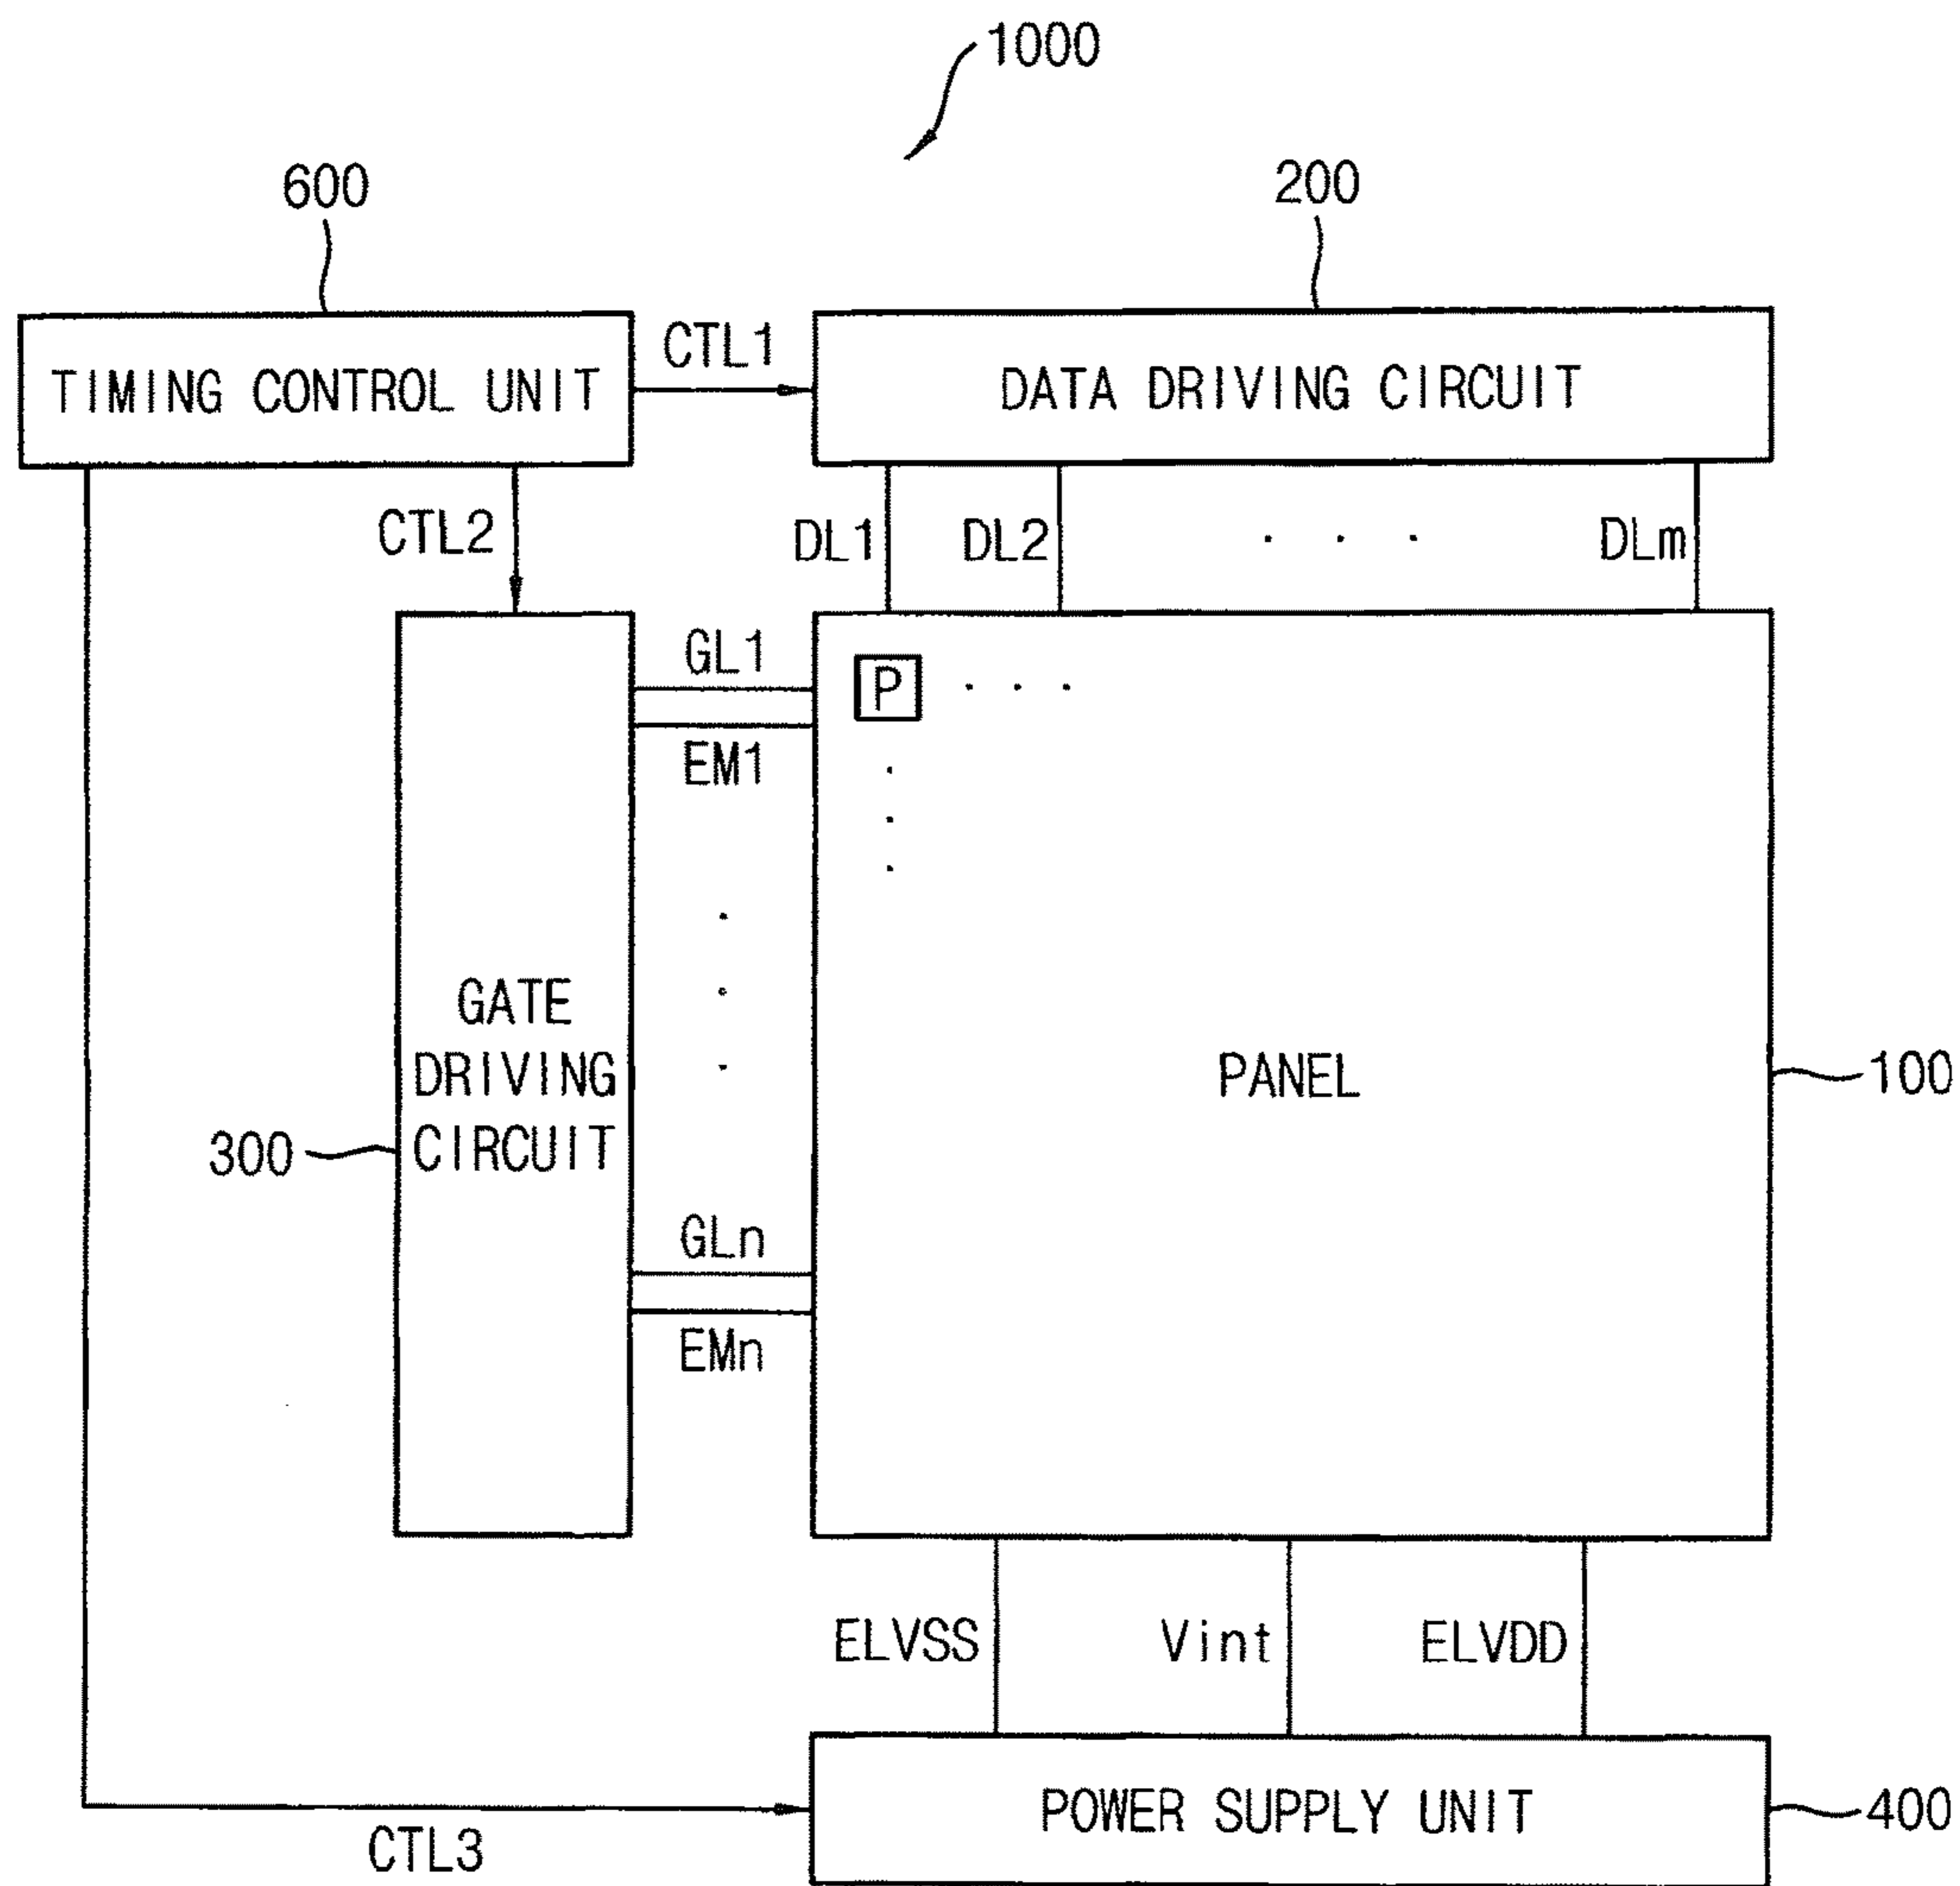 1000
600
200
TIMING CONTROL UNIT
CTL1
DATA DRIVING CIRCUIT
CTL2
DL1
DL2
. . .
DLm
GL1
EM1
P
. . .
GATE
DRIVING
CIRCUIT
300
PANEL
100
GLn
EMn
ELVSS
Vint
ELVDD
POWER SUPPLY UNIT
400
CTL3